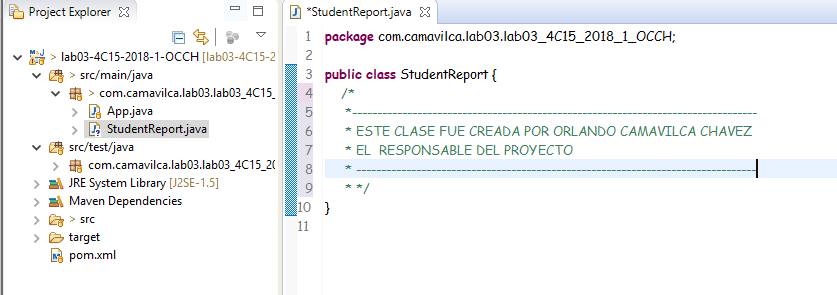 Project Explorer
lab03-4C15-2018-1-OCCH [lab03-4C15-2
> src/main/java
> com.camavilca.lab03.lab03_4C15_
> App.java
> StudentReport.java
src/test/java
com.camavilca.lab03.lab03_4C15_20
JRE System Library [J2SE-1.5]
Maven Dependencies
> src
target
pom.xml
*StudentReport.java
1 package com.camavilca.lab03.lab03_4C15_2018_1_OCCH;
2
3 public class StudentReport {
4 /*
5 *---------------------------------------------------------------------------------
6 * ESTE CLASE FUE CREADA POR ORLANDO CAMAVILCA CHAVEZ
7 * EL  RESPONSABLE DEL PROYECTO
8 * --------------------------------------------------------------------------------
9 * */
10 }
11